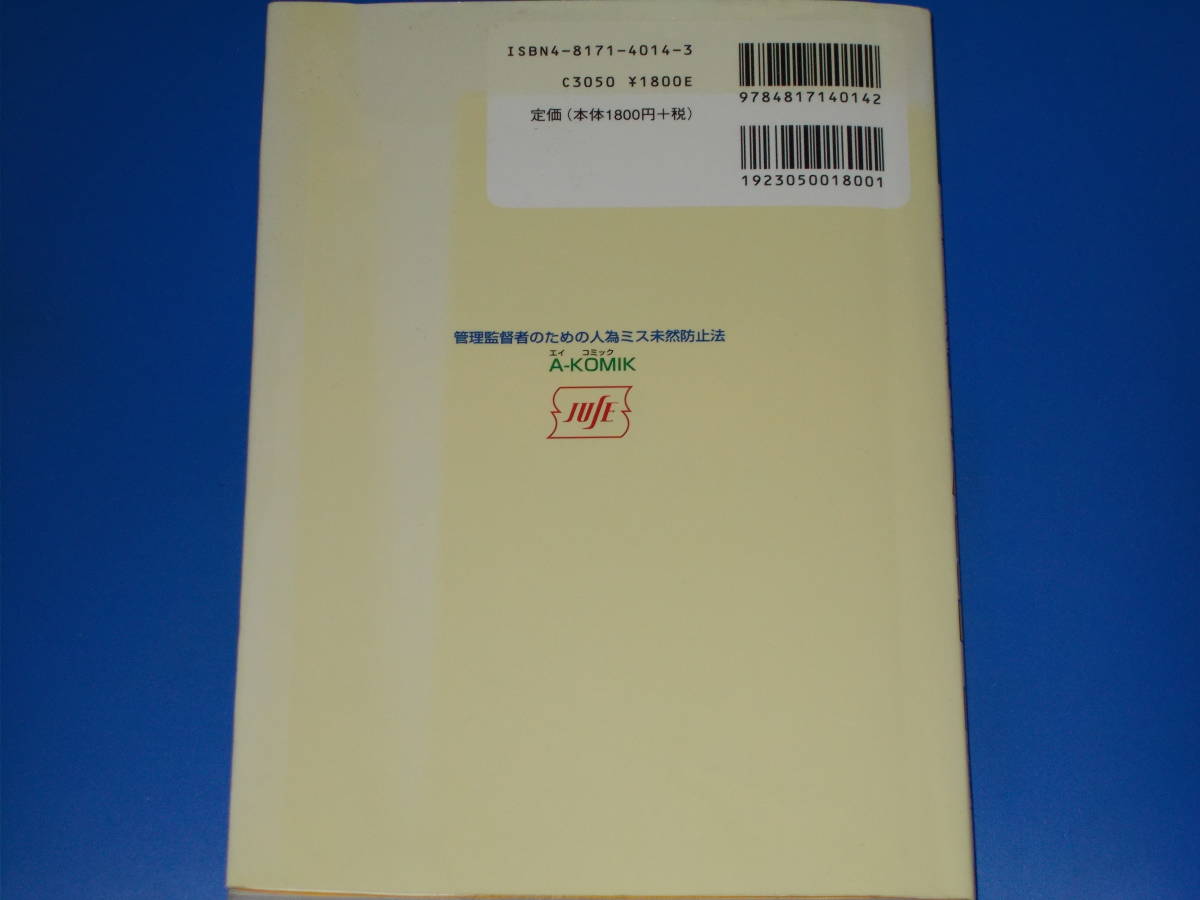 ISBN4-8171-4014-3
C3050 ¥1800E
定価(本体1800円+税)
9784817140142
1923050018001
管理監督者のための人為ミス未然防止法
エイ コミック
A-KOMIK
JUSE